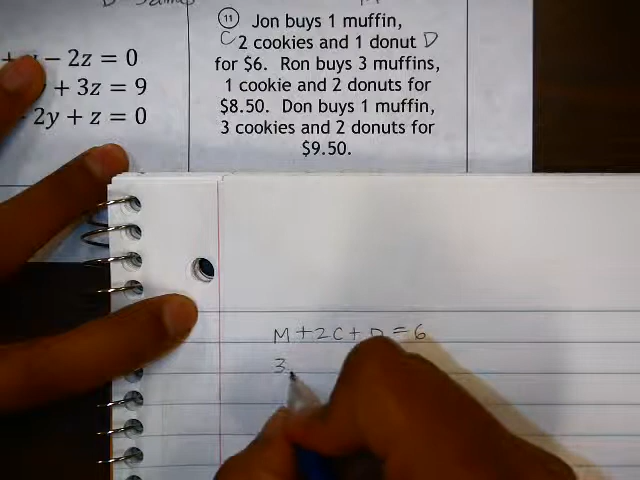 − 2z = 0
+ 3z = 9
2y + z = 0
11 Jon buys 1 muffin,
C 2 cookies and 1 donut D
for $6. Ron buys 3 muffins,
1 cookie and 2 donuts for
$8.50. Don buys 1 muffin,
3 cookies and 2 donuts for
$9.50.
M + 2C + D = 6
3